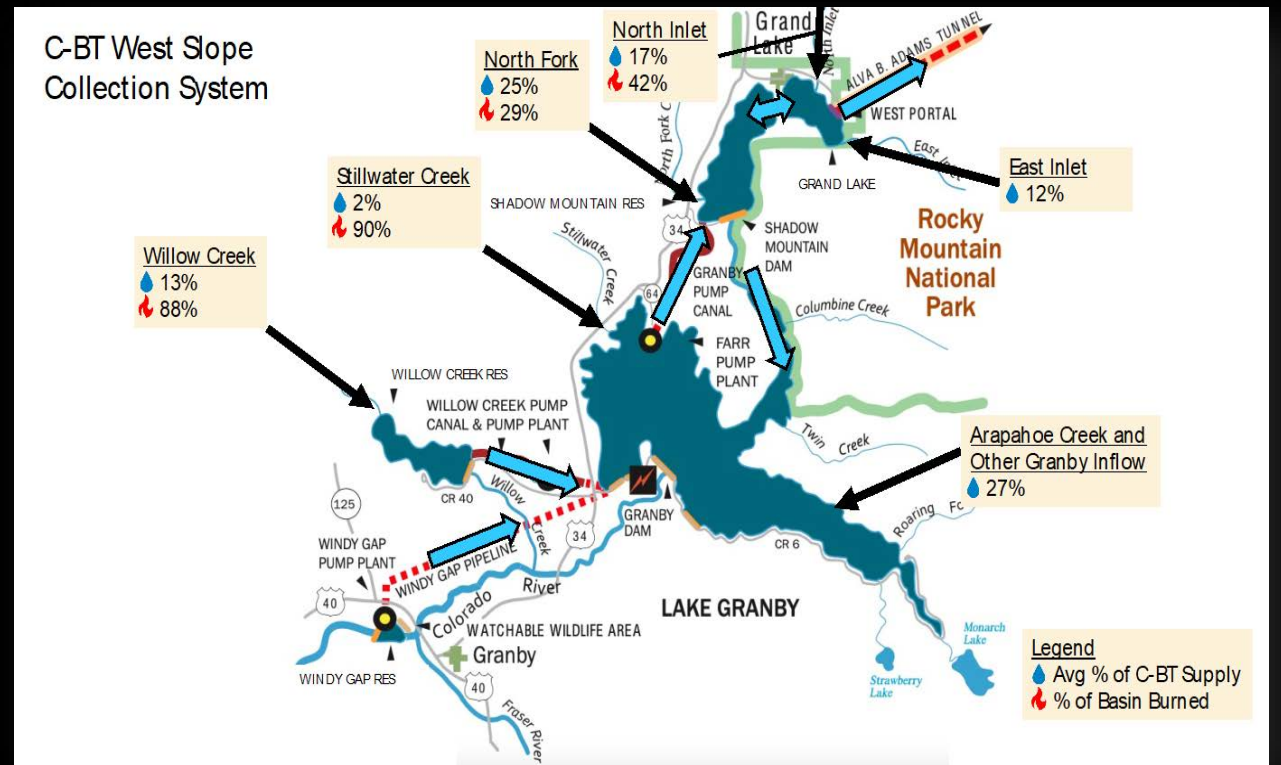 C-BT West Slope
Collection System
North Inlet
17%
42%
North Fork
25%
29%
Stillwater Creek
2%
90%
Willow Creek
13%
88%
East Inlet
12%
Arapahoe Creek and
Other Granby Inflow
27%
Legend
Avg % of C-BT Supply
% of Basin Burned
Grand
Lake
North Inlet
ALVA B. ADAMS TUNNEL
WEST PORTAL
East Inlet
GRAND LAKE
North Fork C
SHADOW MOUNTAIN RES
34
SHADOW
MOUNTAIN
DAM
Rocky
Mountain
National
Park
Stillwater
Creek
64
GRANBY
PUMP
CANAL
Columbine Creek
FARR
PUMP
PLANT
WILLOW CREEK RES
WILLOW CREEK PUMP
CANAL & PUMP PLANT
Twin Creek
CR 40
Willow
Creek
125
34
GRANBY
DAM
CR 6
Roaring Fo
WINDY GAP
PUMP PLANT
WINDY GAP PIPELINE
40
Colorado River
LAKE GRANBY
WATCHABLE WILDLIFE AREA
Granby
WINDY GAP RES
40
Fraser River
Monarch
Lake
Strawberry
Lake